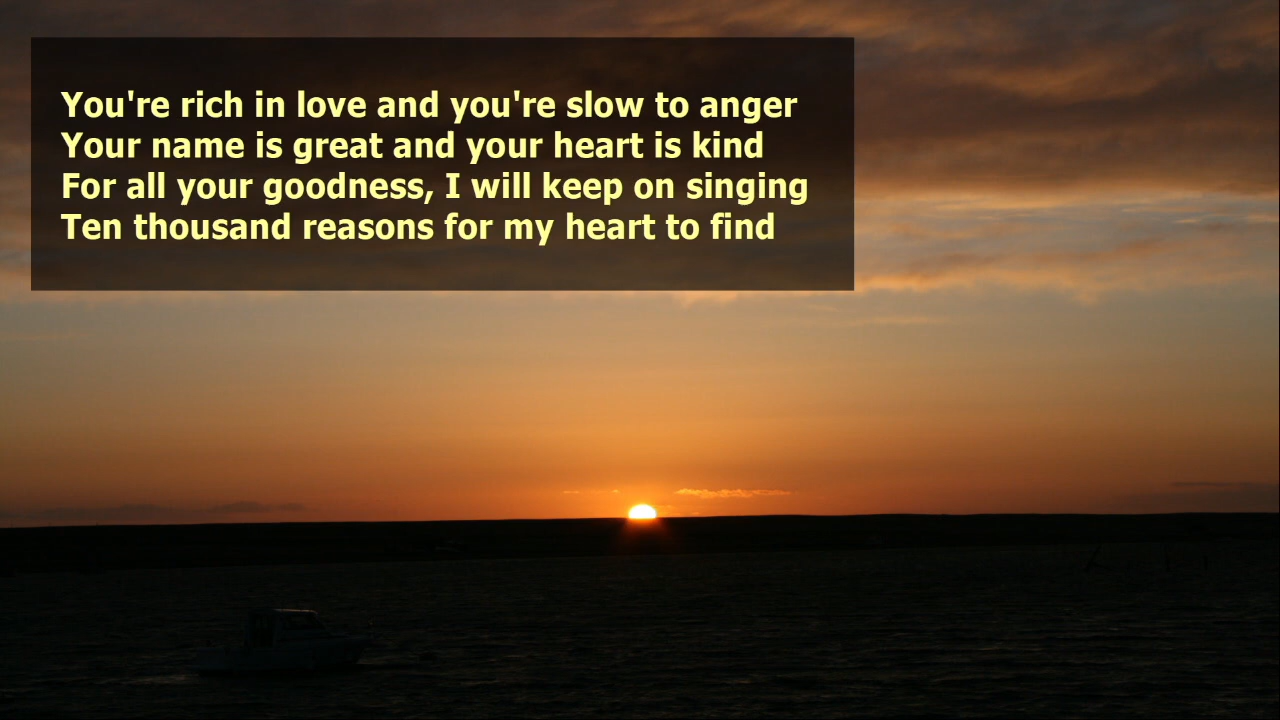 You're rich in love and you're slow to anger
Your name is great and your heart is kind
For all your goodness, I will keep on singing
Ten thousand reasons for my heart to find